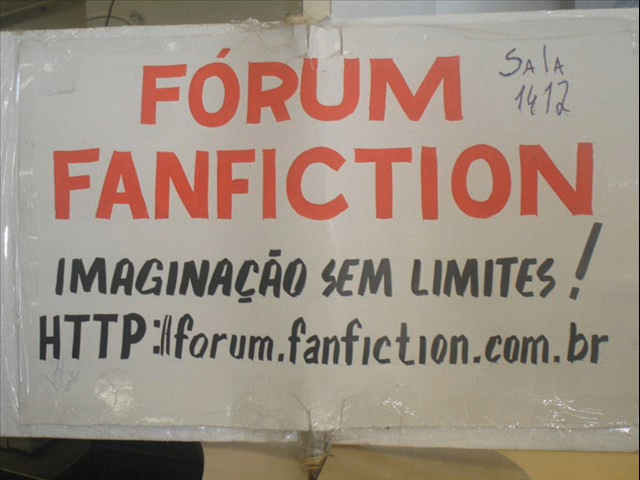 FÓRUM
Sala
1412
FANFICTION
IMAGINAÇÃO SEM LIMITES!
HTTP://forum.fanfiction.com.br